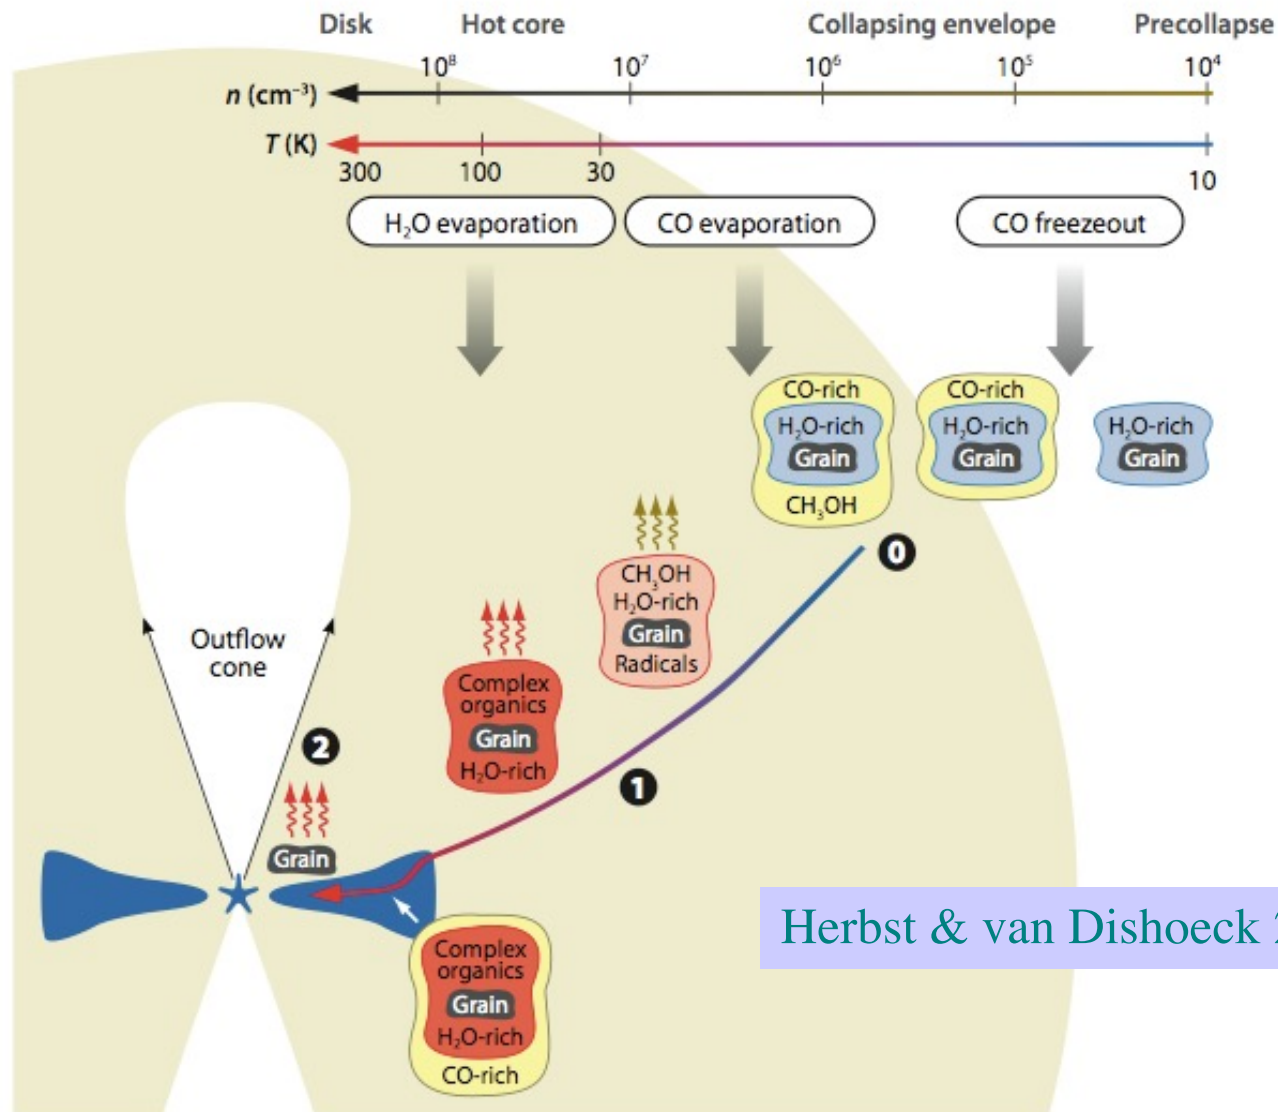 Disk Hot core Collapsing envelope Precollapse
10⁸ 10⁷ 10⁶ 10⁵ 10⁴
n (cm⁻³)
T (K)
300 100 30 10
H₂O evaporation CO evaporation CO freezeout
CO-rich
H₂O-rich
Grain
CH₃OH
CO-rich
H₂O-rich
Grain
H₂O-rich
Grain
0
CH₃OH
H₂O-rich
Grain
Radicals
Complex
organics
Grain
H₂O-rich
1
Outflow
cone
2
Grain
Complex
organics
Grain
H₂O-rich
CO-rich
Herbst & van Dishoeck